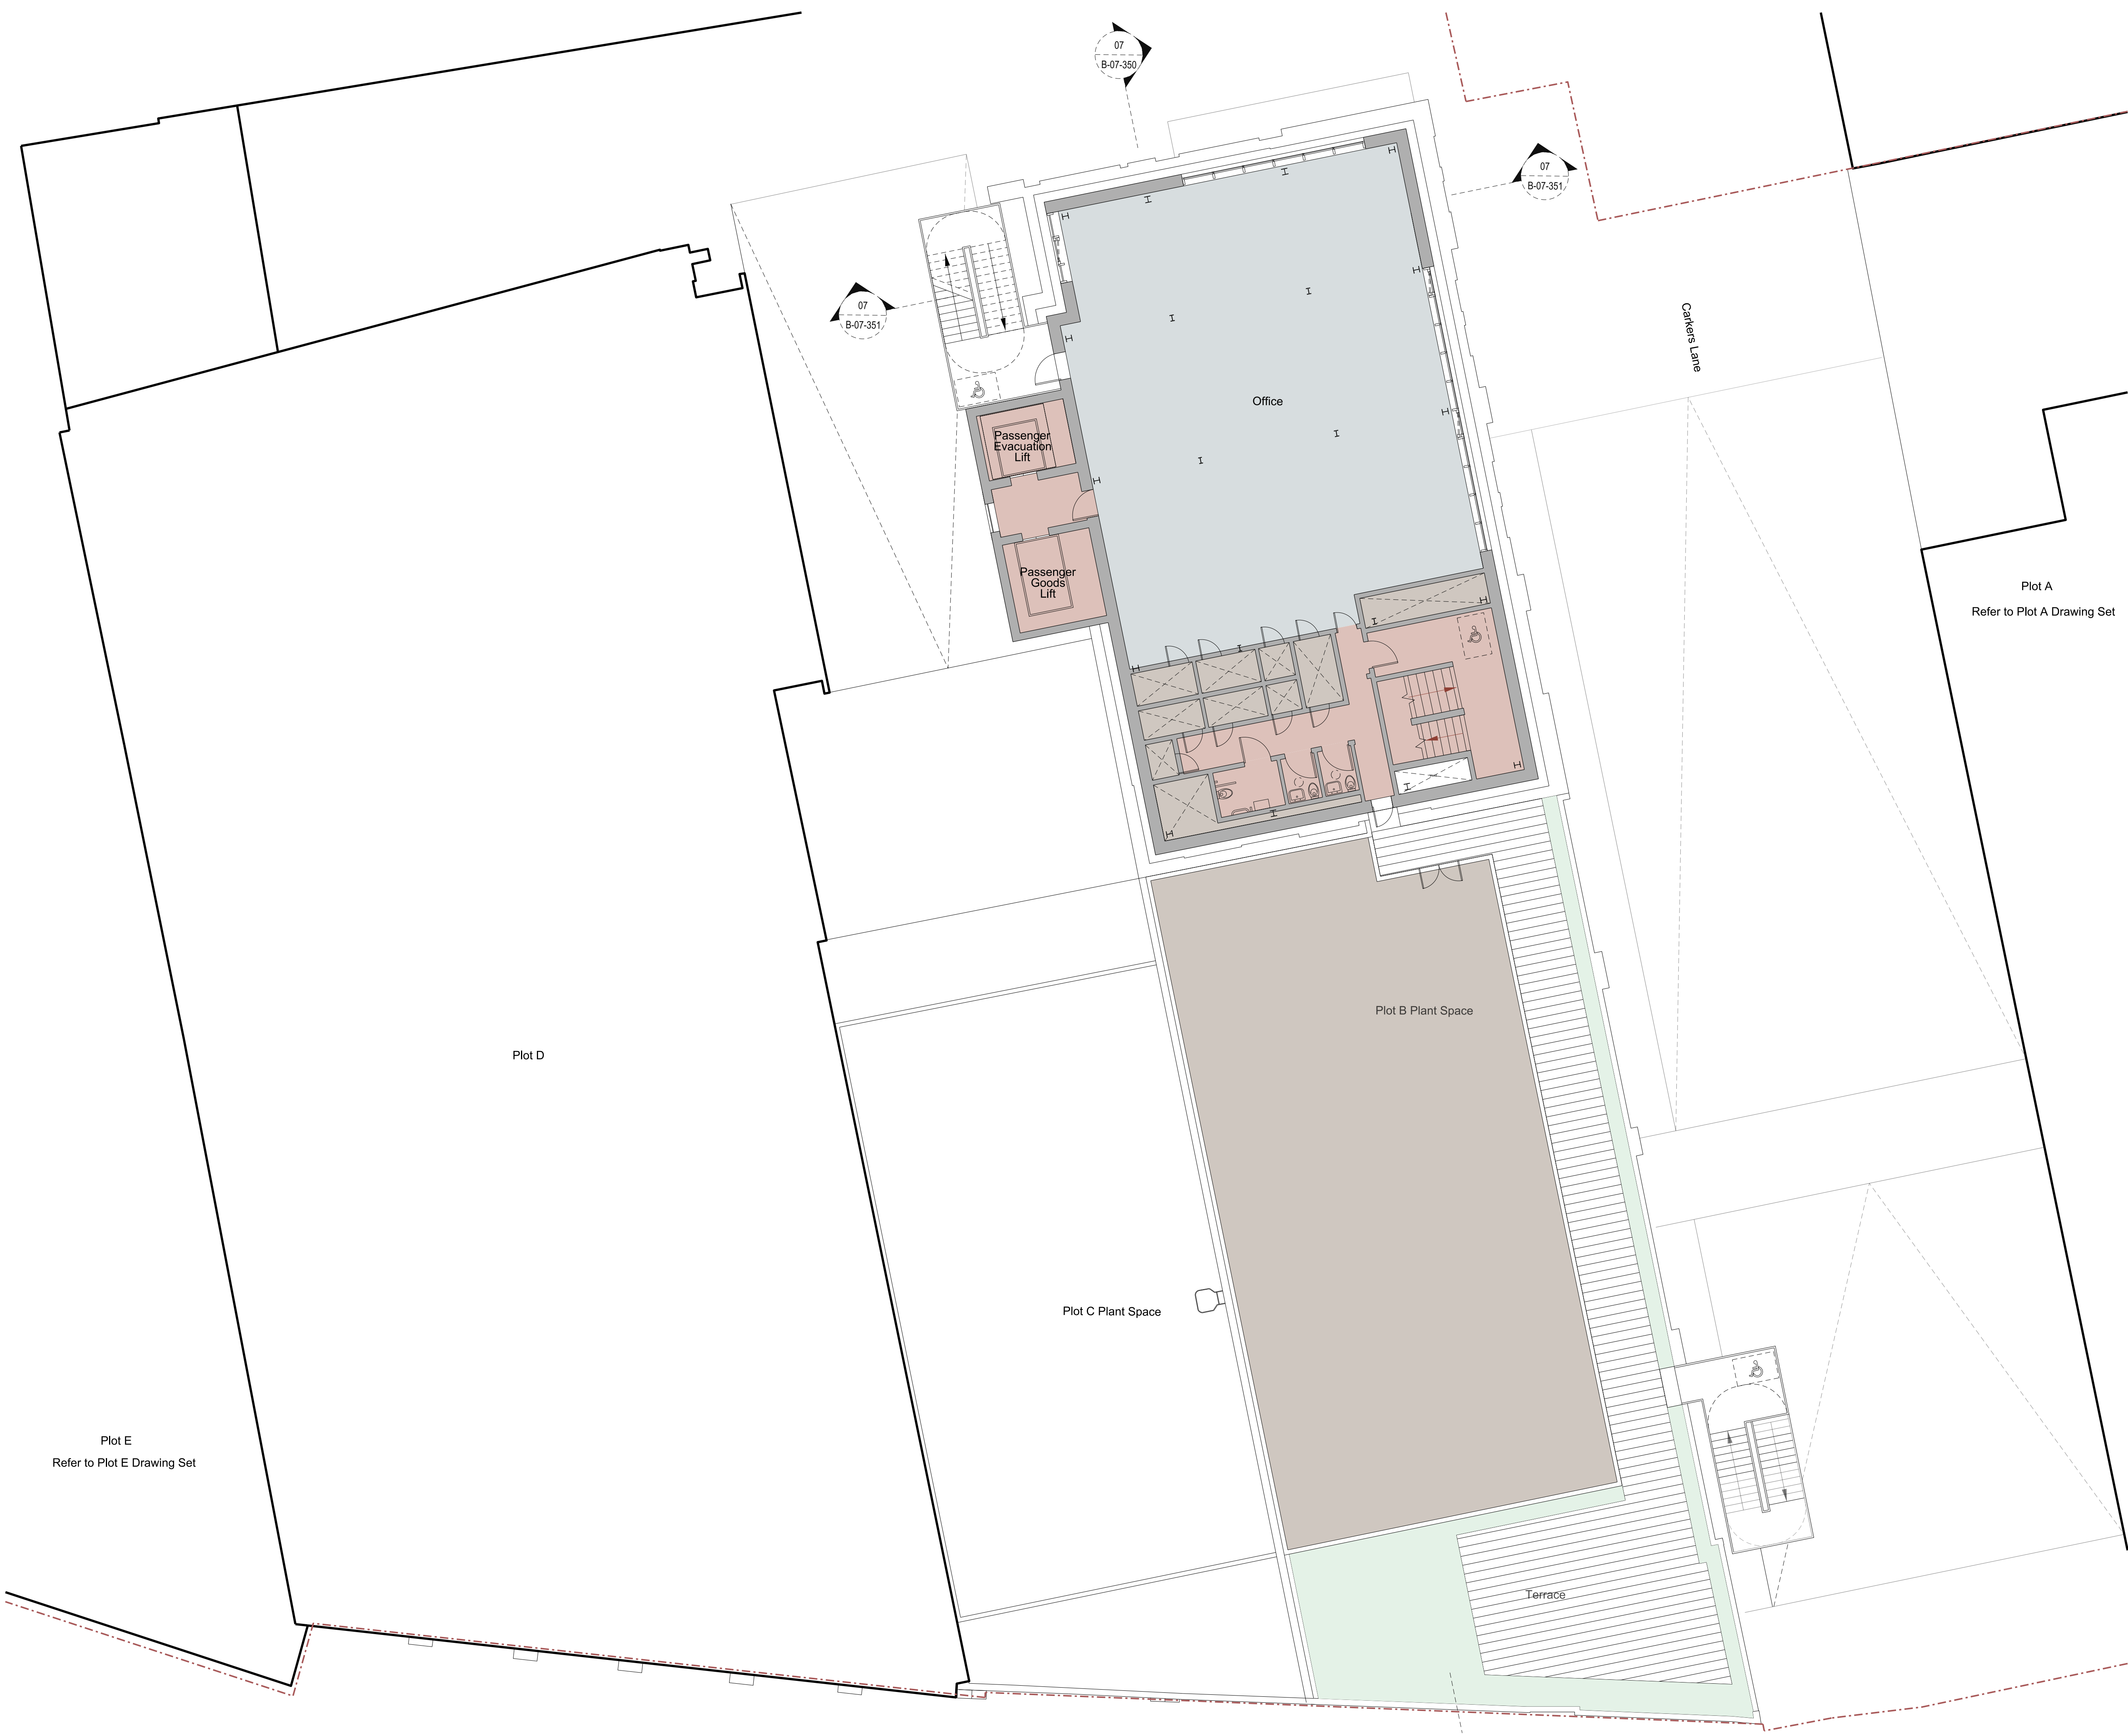 07
B-07-350
07
B-07-351
07
B-07-351
Carkers Lane
Office
Passenger
Evacuation
Lift
Passenger
Goods
Lift
Plot A
Refer to Plot A Drawing Set
Plot B Plant Space
Plot D
Plot C Plant Space
Plot E
Refer to Plot E Drawing Set
Terrace